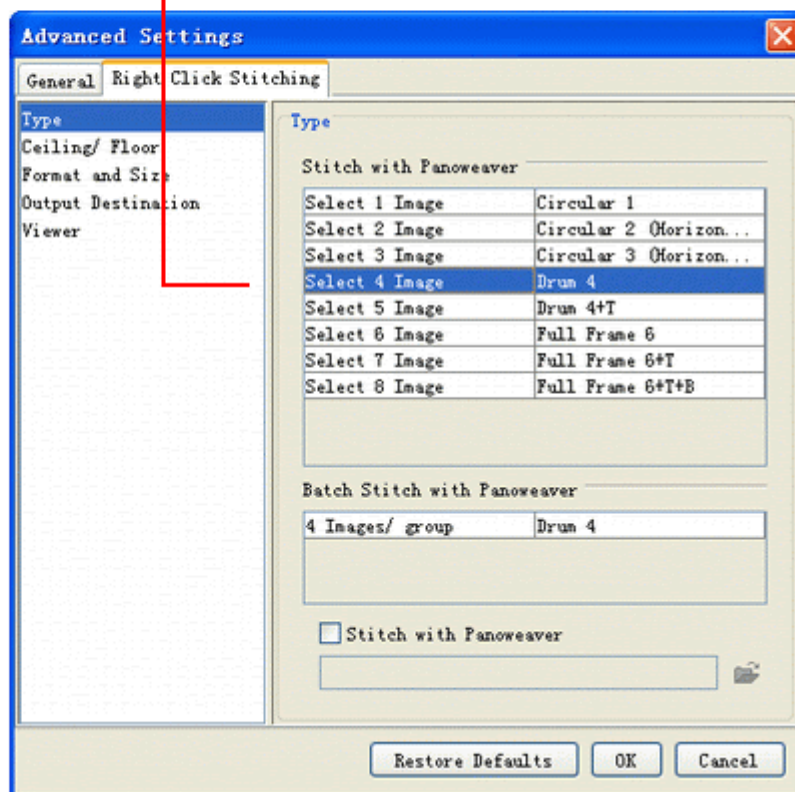 Advanced Settings
General Right Click Stitching
Type
Ceiling/ Floor
Format and Size
Output Destination
Viewer
Type
Stitch with Panoweaver
Select 1 Image Circular 1
Select 2 Image Circular 2 (Horizon...
Select 3 Image Circular 3 (Horizon...
Select 4 Image Drum 4
Select 5 Image Drum 4+T
Select 6 Image Full Frame 6
Select 7 Image Full Frame 6+T
Select 8 Image Full Frame 6+T+B
Batch Stitch with Panoweaver
4 Images/ group Drum 4
Stitch with Panoweaver
Restore Defaults OK Cancel